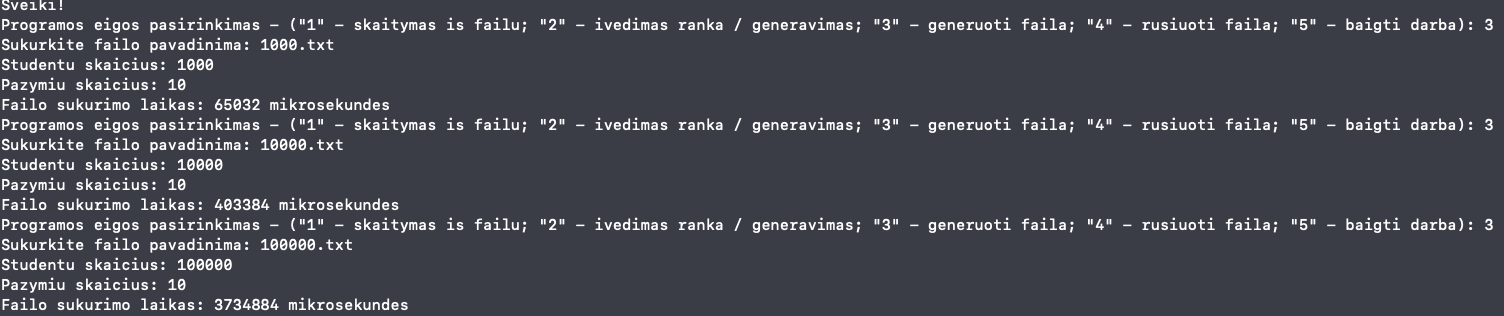 Sveiki!
Programos eigos pasirinkimas – ("1" – skaitymas is failu; "2" – ivedimas ranka / generavimas; "3" – generuoti faila; "4" – rusiuoti faila; "5" – baigti darba): 3
Sukurkite failo pavadinima: 1000.txt
Studentu skaicius: 1000
Pazymiu skaicius: 10
Failo sukurimo laikas: 65032 mikrosekundes
Programos eigos pasirinkimas – ("1" – skaitymas is failu; "2" – ivedimas ranka / generavimas; "3" – generuoti faila; "4" – rusiuoti faila; "5" – baigti darba): 3
Sukurkite failo pavadinima: 10000.txt
Studentu skaicius: 10000
Pazymiu skaicius: 10
Failo sukurimo laikas: 403384 mikrosekundes
Programos eigos pasirinkimas – ("1" – skaitymas is failu; "2" – ivedimas ranka / generavimas; "3" – generuoti faila; "4" – rusiuoti faila; "5" – baigti darba): 3
Sukurkite failo pavadinima: 100000.txt
Studentu skaicius: 100000
Pazymiu skaicius: 10
Failo sukurimo laikas: 3734884 mikrosekundes